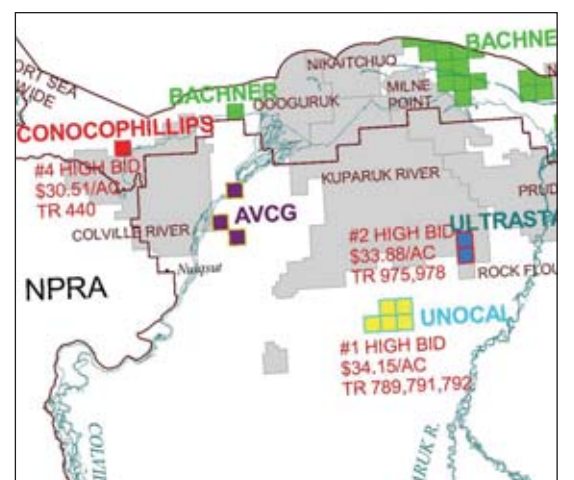 BACHNE
NIKAITCHUQ
ORT SEA
WIDE
BACHNER
OOOGURUK
MILNE
POINT
CONOCOPHILLIPS
#4 HIGH BID
$30.51/AC
TR 440
KUPARUK RIVER
PRUD
AVCG
COLVILLE RIVER
ULTRASTA
#2 HIGH BID
$33.88/AC
TR 975,978
Nuiqsut
ROCK FLOU
NPRA
UNOCAL
#1 HIGH BID
$34.15/AC
TR 789,791,792
COLVIL
ARUK R.